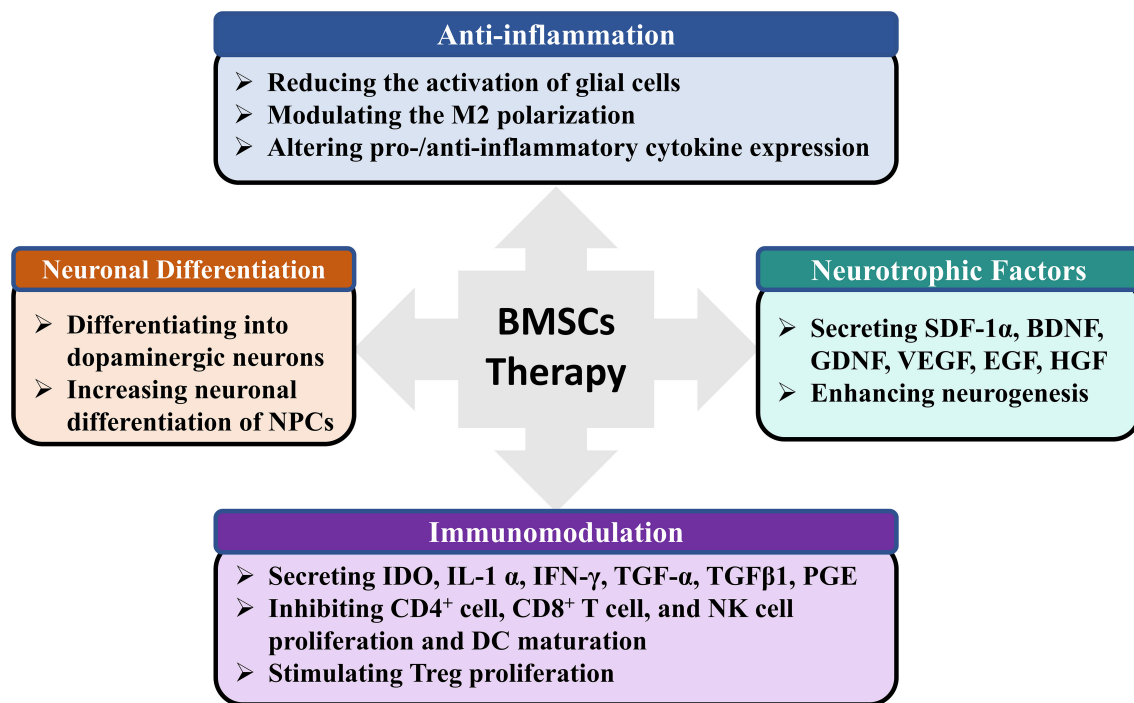 Anti-inflammation
➢ Reducing the activation of glial cells
➢ Modulating the M2 polarization
➢ Altering pro-/anti-inflammatory cytokine expression
Neuronal Differentiation
➢ Differentiating into
dopaminergic neurons
➢ Increasing neuronal
differentiation of NPCs
BMSCs
Therapy
Neurotrophic Factors
➢ Secreting SDF-1α, BDNF,
GDNF, VEGF, EGF, HGF
➢ Enhancing neurogenesis
Immunomodulation
➢ Secreting IDO, IL-1 α, IFN-γ, TGF-α, TGFβ1, PGE
➢ Inhibiting CD4⁺ cell, CD8⁺ T cell, and NK cell
proliferation and DC maturation
➢ Stimulating Treg proliferation